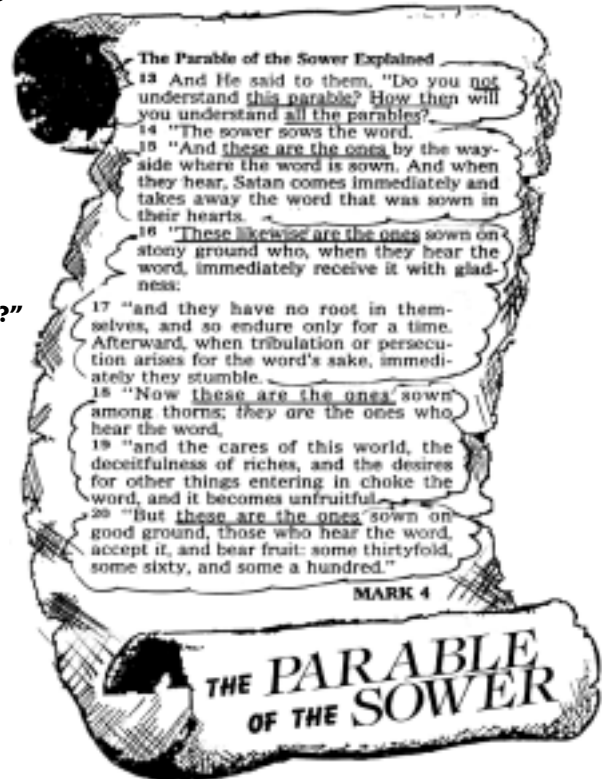 The Parable of the Sower Explained
13 And He said to them, "Do you not
understand this parable? How then will
you understand all the parables?
14 "The sower sows the word.
15 "And these are the ones by the way-
side where the word is sown. And when
they hear, Satan comes immediately and
takes away the word that was sown in
their hearts.
16 "These likewise are the ones sown on
stony ground who, when they hear the
word, immediately receive it with glad-
ness;
?"
17 "and they have no root in them-
selves, and so endure only for a time.
Afterward, when tribulation or persecu-
tion arises for the word's sake, immedi-
ately they stumble.
18 "Now these are the ones sown
among thorns; they are the ones who
hear the word,
19 "and the cares of this world, the
deceitfulness of riches, and the desires
for other things entering in choke the
word, and it becomes unfruitful.
20 "But these are the ones sown on
good ground, those who hear the word,
accept it, and bear fruit: some thirtyfold,
some sixty, and some a hundred."
MARK 4
THE PARABLE
OF THE SOWER